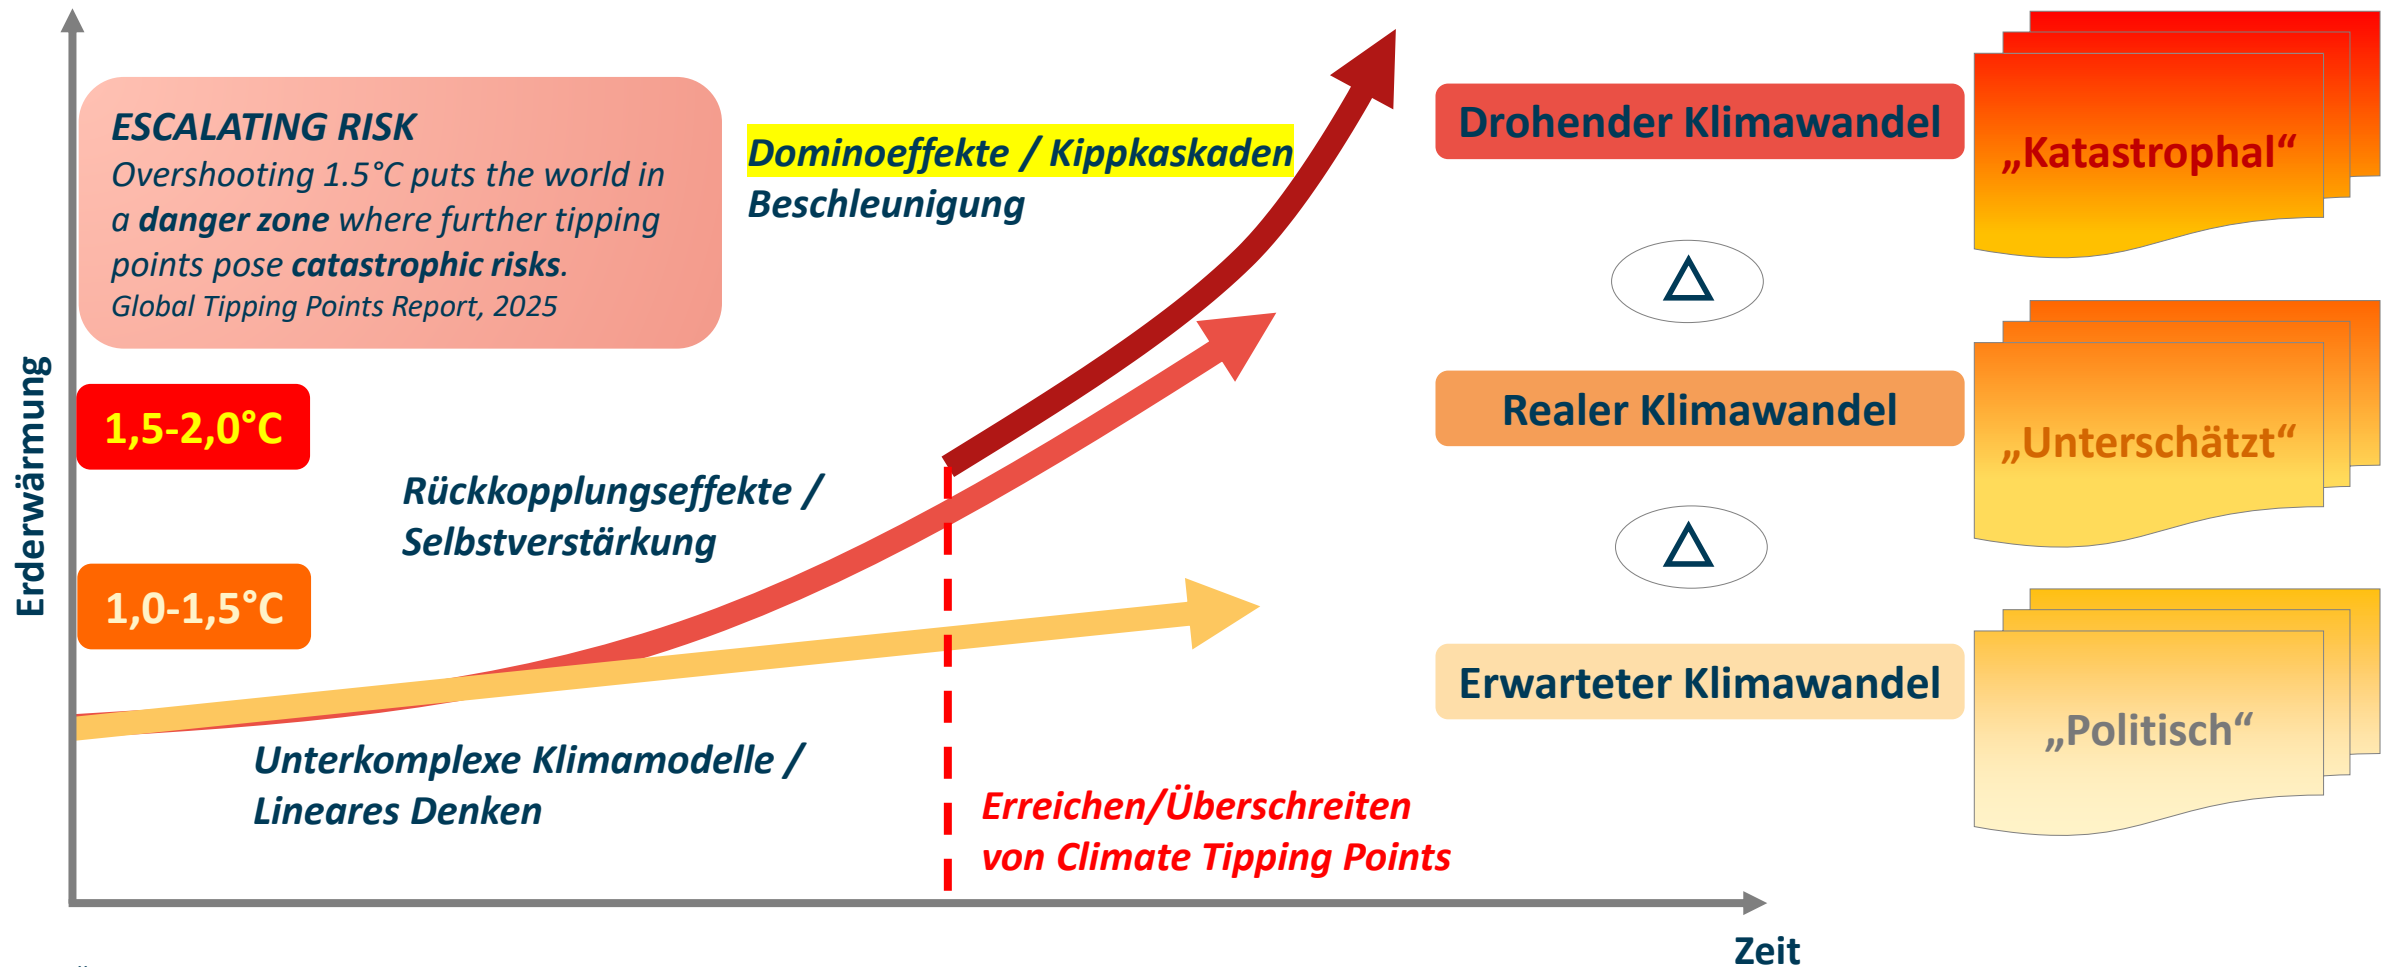 ESCALATING RISK
Overshooting 1.5°C puts the world in
a danger zone where further tipping
points pose catastrophic risks.
Global Tipping Points Report, 2025
Dominoeffekte / Kippkaskaden
Beschleunigung
Drohender Klimawandel
„Katastrophal“
Erderwärmung
1,5-2,0°C
Rückkopplungseffekte /
Selbstverstärkung
Realer Klimawandel
„Unterschätzt“
1,0-1,5°C
Unterkomplexe Klimamodelle /
Lineares Denken
Erwarteter Klimawandel
„Politisch“
Erreichen/Überschreiten
von Climate Tipping Points
Zeit